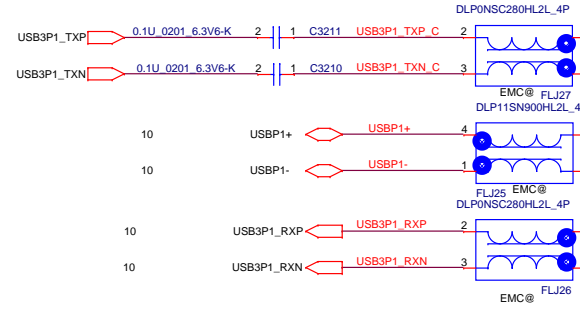 DLP0NSC280HL2L_4P
USB3P1_TXP 0.1U_0201_6.3V6-K 2 1 C3211 USB3P1_TXP_C 2
USB3P1_TXN 0.1U_0201_6.3V6-K 2 1 C3210 USB3P1_TXN_C 3
EMC@ FLJ27
DLP11SN900HL2L_4
10 USBP1+ USBP1+ 4
10 USBP1- USBP1- 1
FLJ25 EMC@
DLP0NSC280HL2L_4P
10 USB3P1_RXP USB3P1_RXP 2
10 USB3P1_RXN USB3P1_RXN 3
EMC@ FLJ26